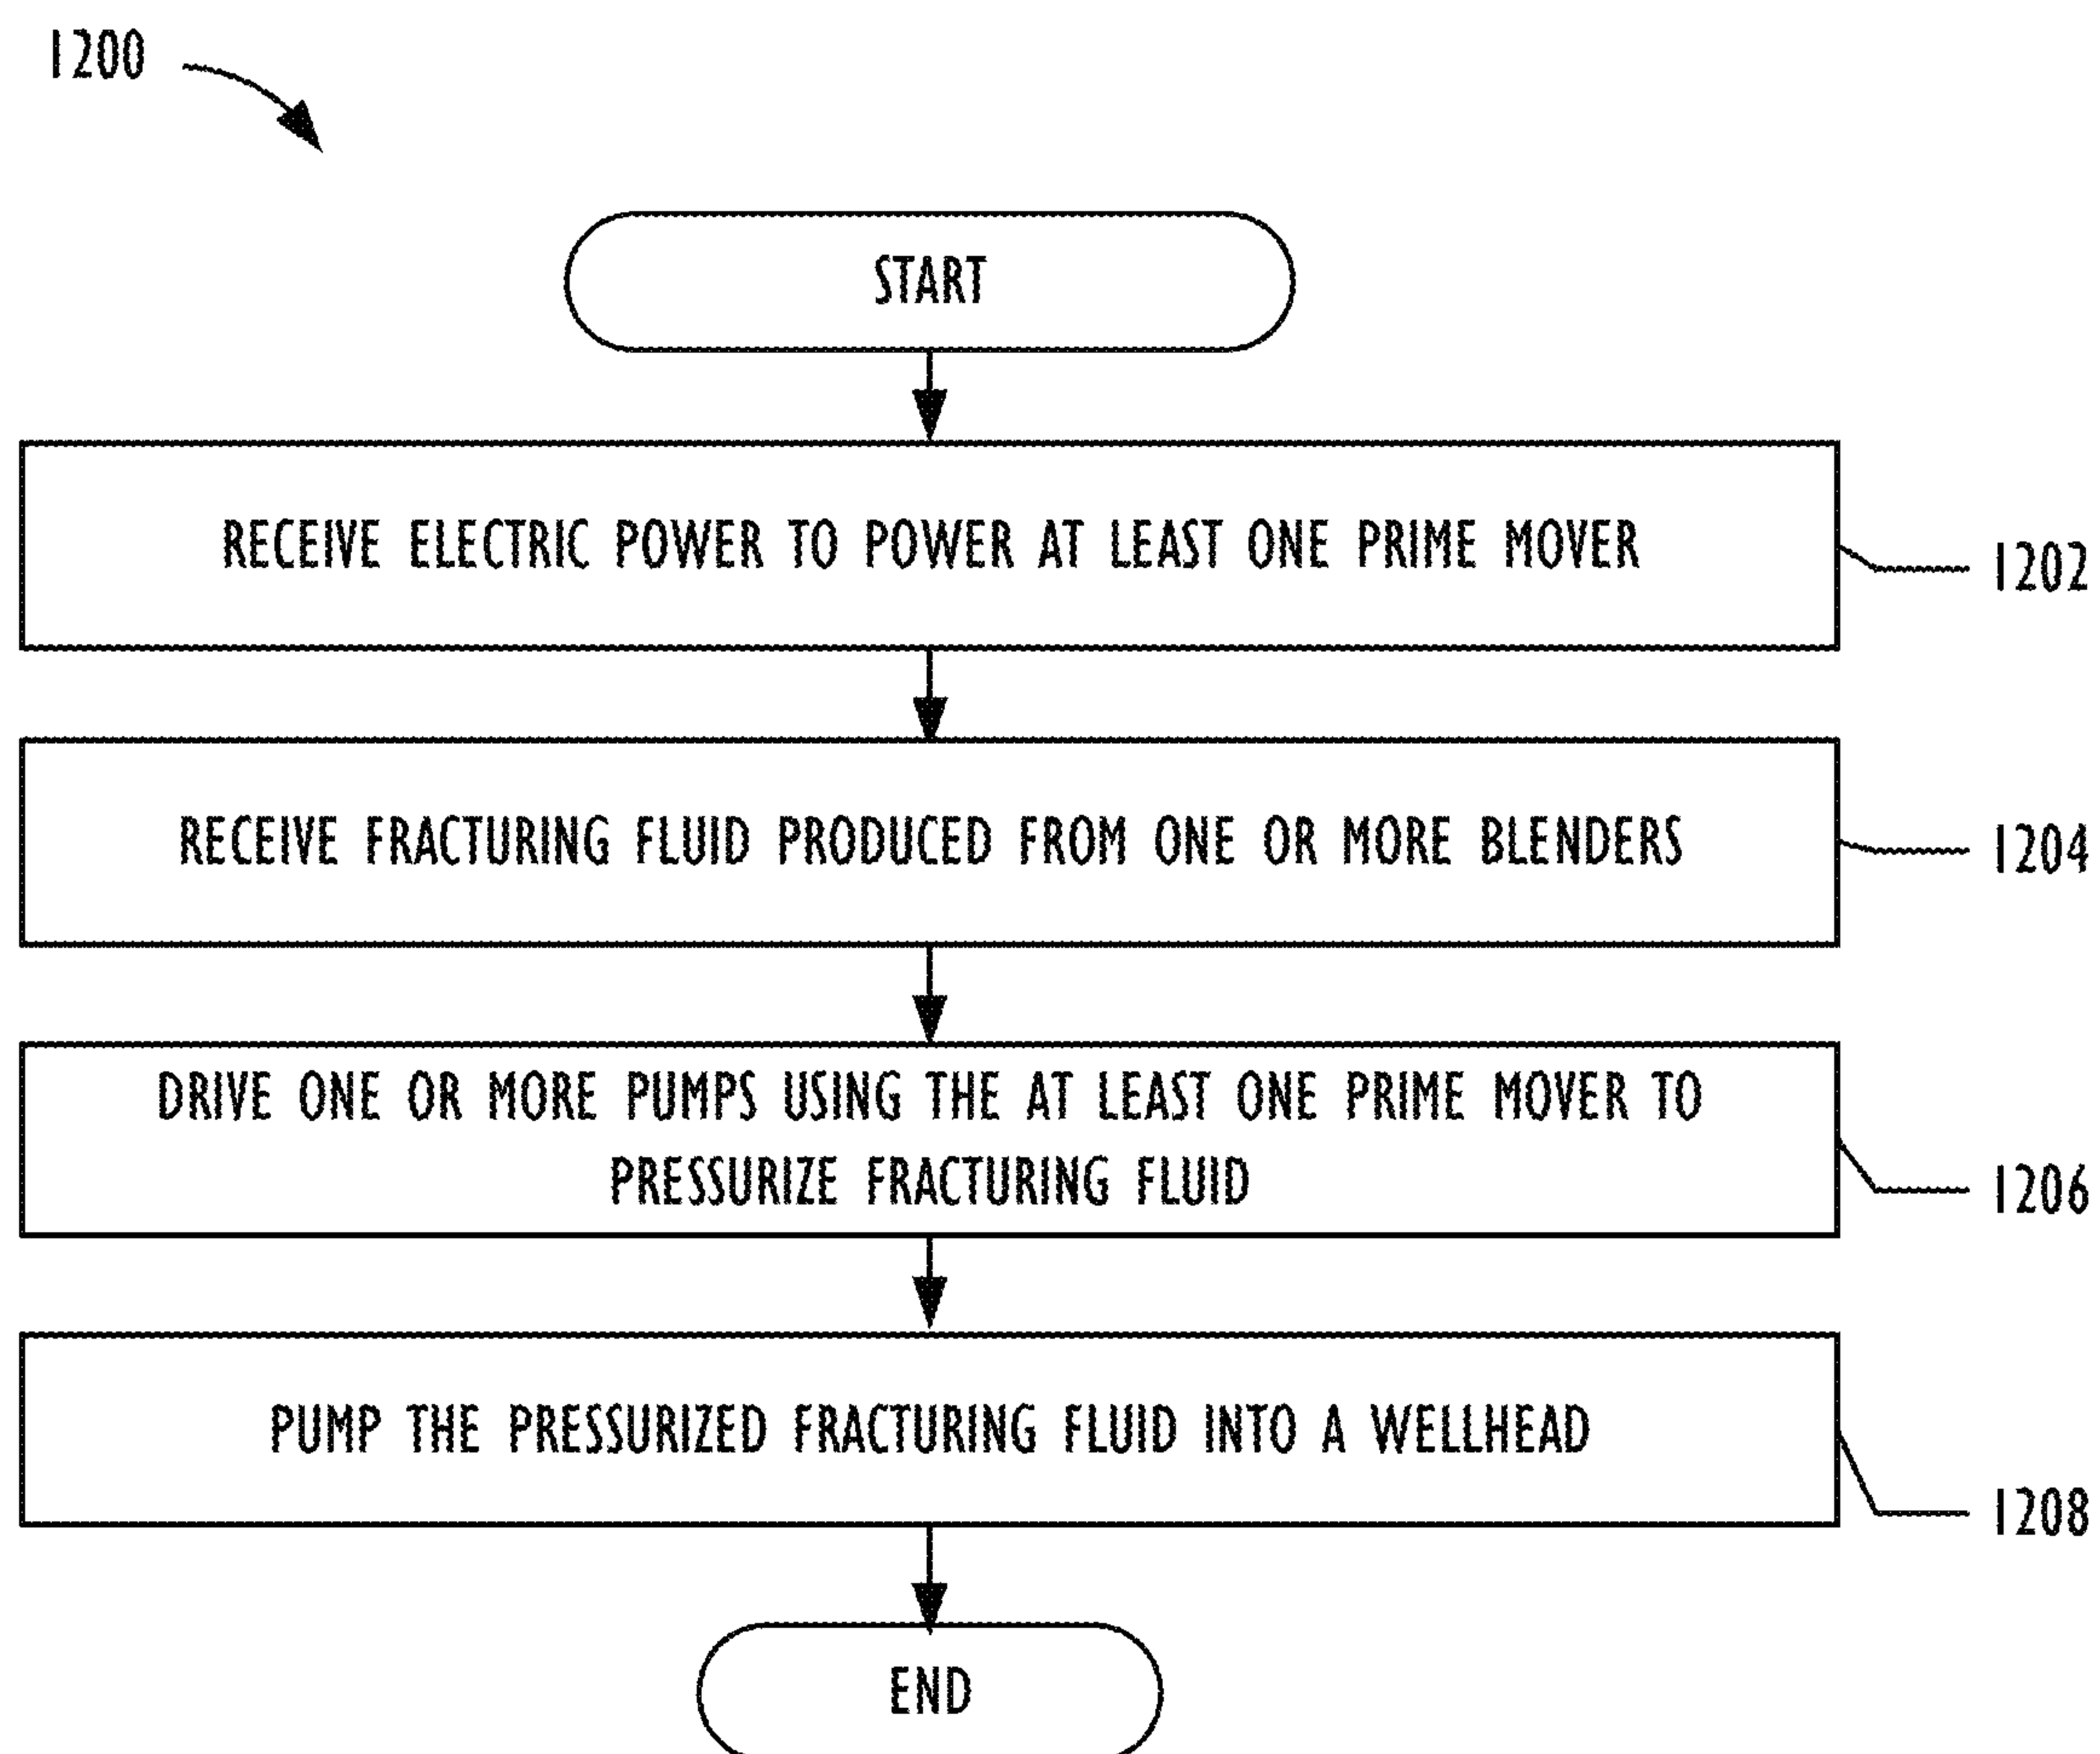 1200
START
RECEIVE ELECTRIC POWER TO POWER AT LEAST ONE PRIME MOVER
1202
RECEIVE FRACTURING FLUID PRODUCED FROM ONE OR MORE BLENDERS
1204
DRIVE ONE OR MORE PUMPS USING THE AT LEAST ONE PRIME MOVER TO
PRESSURIZE FRACTURING FLUID
1206
PUMP THE PRESSURIZED FRACTURING FLUID INTO A WELLHEAD
1208
END